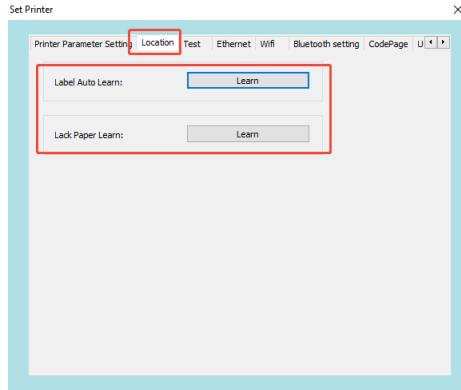 Set Printer
Printer Parameter Setting Location Test Ethernet Wifi Bluetooth setting CodePage U
Label Auto Learn: Learn
Lack Paper Learn: Learn